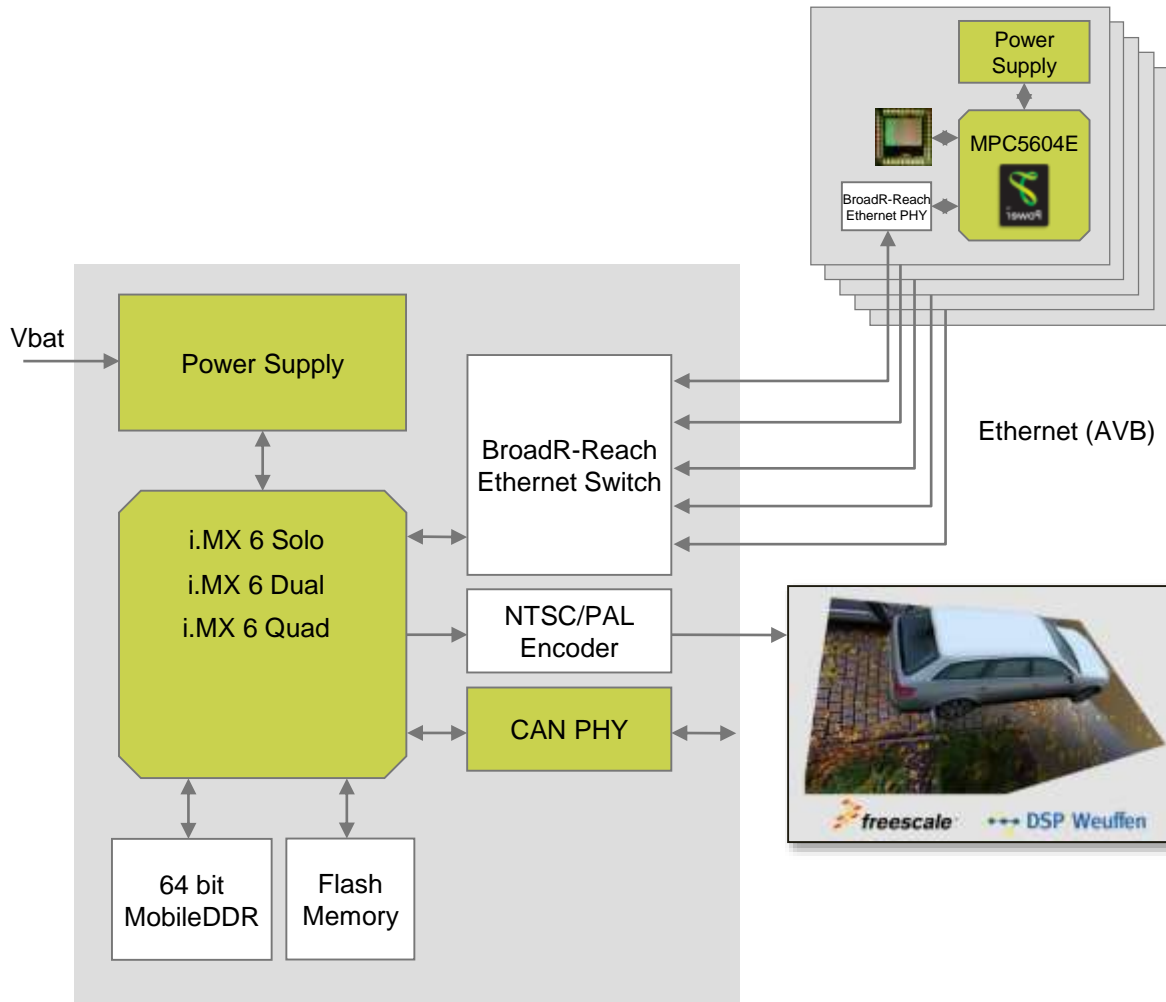 Power
Supply
MPC5604E
Power
BroadR-Reach
Ethernet PHY
Vbat
Power Supply
BroadR-Reach
Ethernet Switch
Ethernet (AVB)
i.MX 6 Solo
i.MX 6 Dual
i.MX 6 Quad
NTSC/PAL
Encoder
CAN PHY
freescale
DSP Weuffen
64 bit
MobileDDR
Flash
Memory